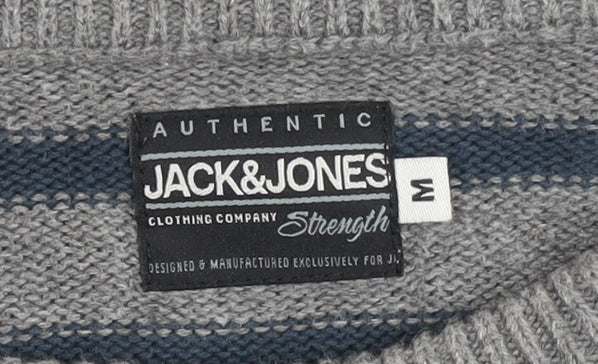 AUTHENTIC
JACK&JONES
CLOTHING COMPANY Strength
DESIGNED & MANUFACTURED EXCLUSIVELY FOR J.
M